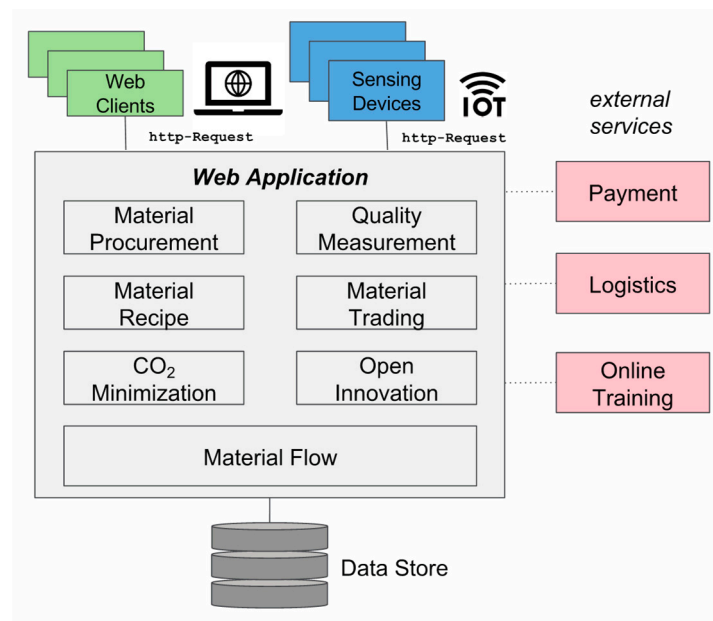 Web
Clients
Sensing
Devices
IOT
external
services
http-Request
http-Request
Web Application
Material
Procurement
Quality
Measurement
Payment
Material
Recipe
Material
Trading
Logistics
CO₂
Minimization
Open
Innovation
Online
Training
Material Flow
Data Store